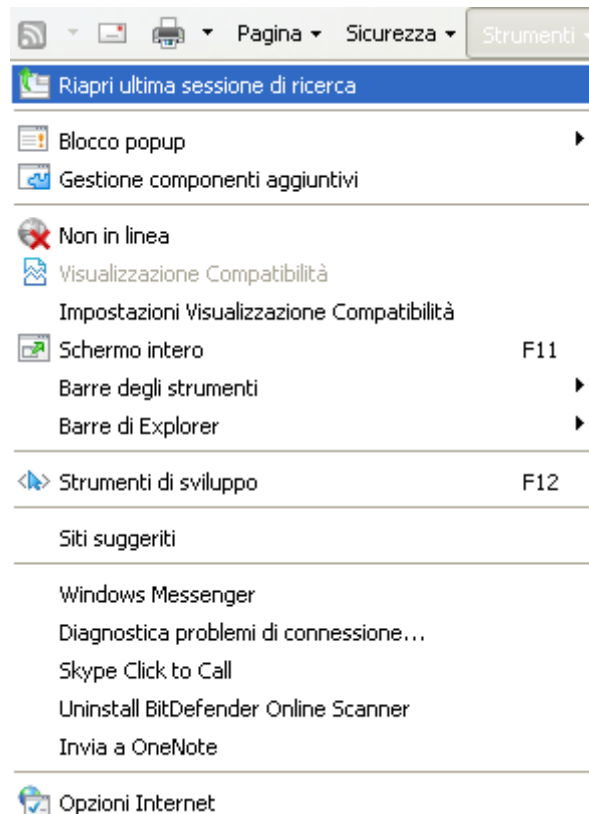 Pagina Sicurezza Strumenti
Riapri ultima sessione di ricerca
Blocco popup
Gestione componenti aggiuntivi
Non in linea
Visualizzazione Compatibilità
Impostazioni Visualizzazione Compatibilità
Schermo intero F11
Barre degli strumenti
Barre di Explorer
Strumenti di sviluppo F12
Siti suggeriti
Windows Messenger
Diagnostica problemi di connessione...
Skype Click to Call
Uninstall BitDefender Online Scanner
Invia a OneNote
Opzioni Internet